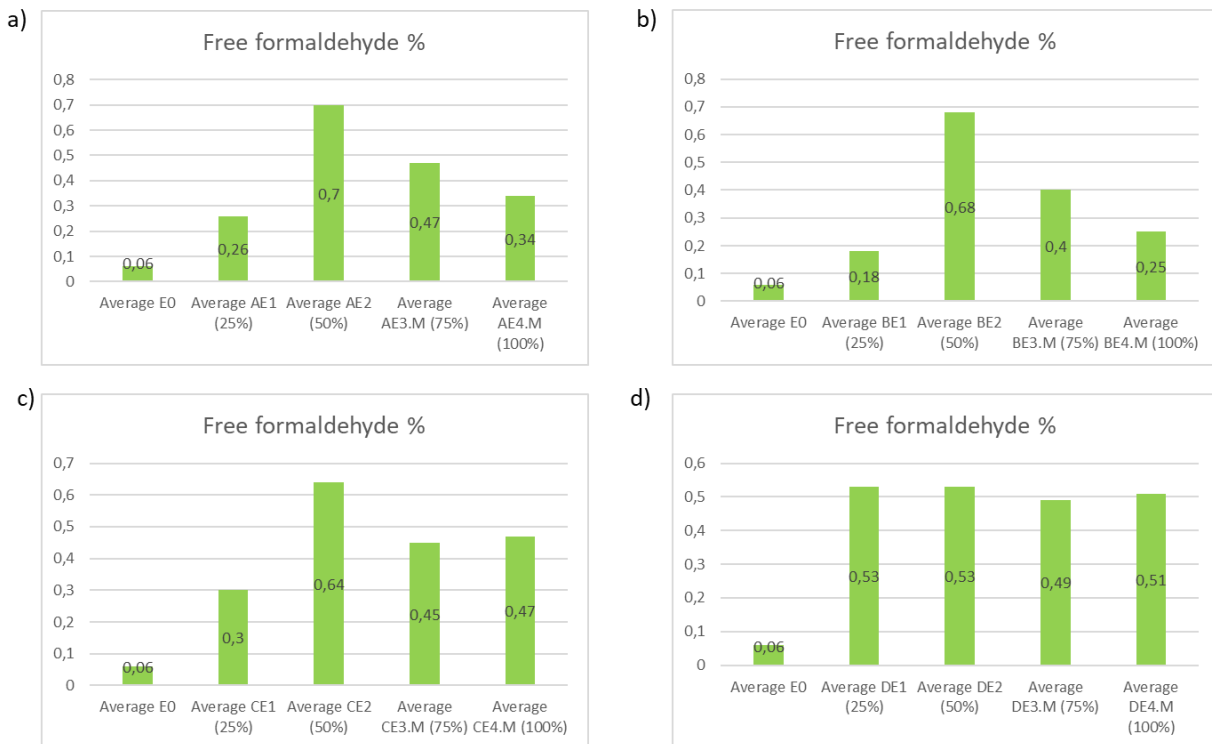 a)
Free formaldehyde %
0,8
0,7
0,6
0,5
0,4
0,3
0,2
0,1
0
0,06
0,26
0,7
0,47
0,34
Average E0
Average AE1 (25%)
Average AE2 (50%)
Average AE3.M (75%)
Average AE4.M (100%)
b)
Free formaldehyde %
0,8
0,7
0,6
0,5
0,4
0,3
0,2
0,1
0
0,06
0,18
0,68
0,4
0,25
Average E0
Average BE1 (25%)
Average BE2 (50%)
Average BE3.M (75%)
Average BE4.M (100%)
c)
Free formaldehyde %
0,7
0,6
0,5
0,4
0,3
0,2
0,1
0
0,06
0,3
0,64
0,45
0,47
Average E0
Average CE1 (25%)
Average CE2 (50%)
Average CE3.M (75%)
Average CE4.M (100%)
d)
Free formaldehyde %
0,6
0,5
0,4
0,3
0,2
0,1
0
0,06
0,53
0,53
0,49
0,51
Average E0
Average DE1 (25%)
Average DE2 (50%)
Average DE3.M (75%)
Average DE4.M (100%)